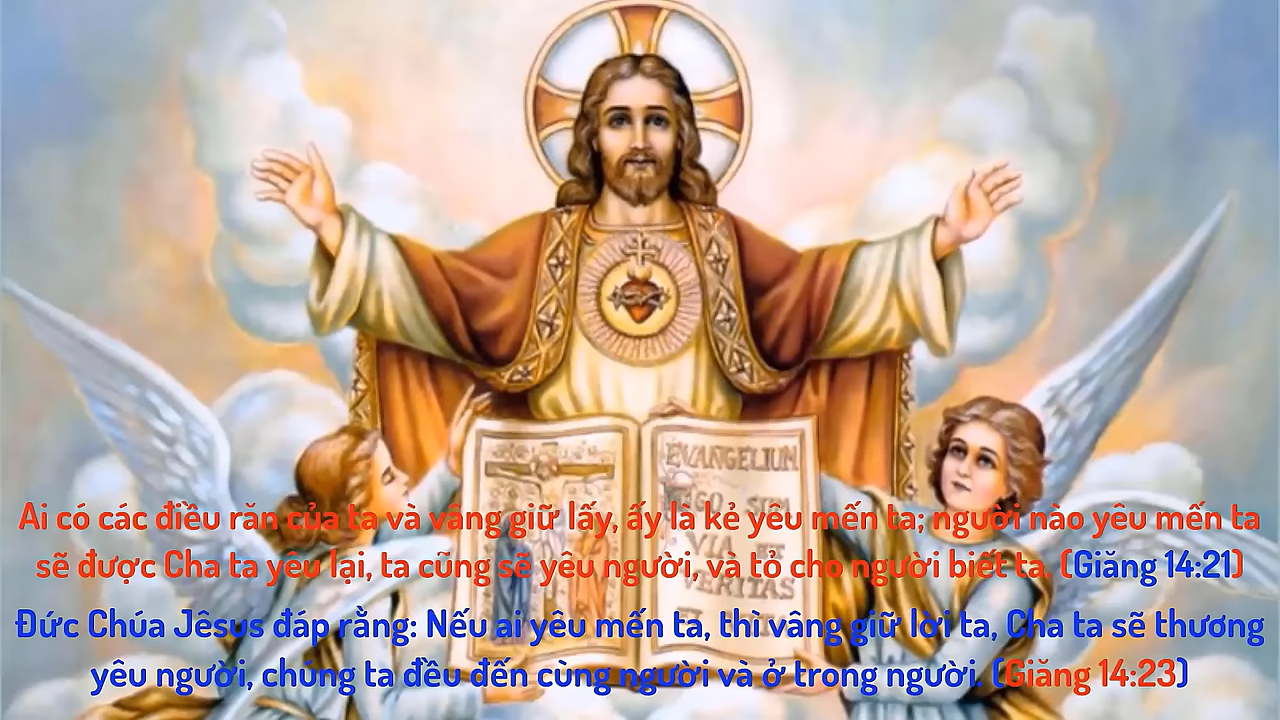 EVANGELIUM
EGO SUM
VIA ET
VERITAS
Ai có các điều răn của ta và vâng giữ lấy, ấy là kẻ yêu mến ta; người nào yêu mến ta
sẽ được Cha ta yêu lại, ta cũng sẽ yêu người, và tỏ cho người biết ta. (Giăng 14:21)
Đức Chúa Jêsus đáp rằng: Nếu ai yêu mến ta, thì vâng giữ lời ta, Cha ta sẽ thương
yêu người, chúng ta đều đến cùng người và ở trong người. (Giăng 14:23)